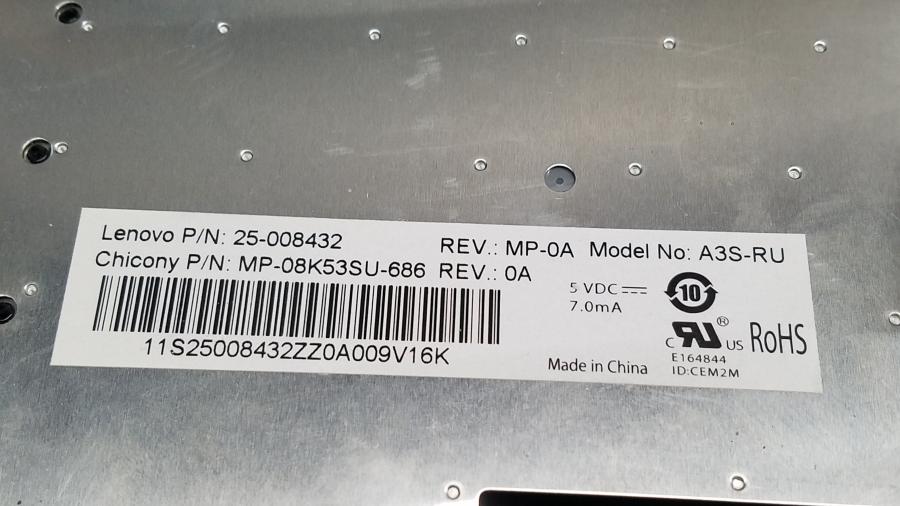 Lenovo P/N: 25-008432 REV.: MP-0A Model No: A3S-RU
Chicony P/N: MP-08K53SU-686 REV.: 0A
5 VDC ⎓
7.0mA
10
11S25008432ZZ0A009V16K
Made in China
c RU ® US RoHS
E164844
ID:CEM2M